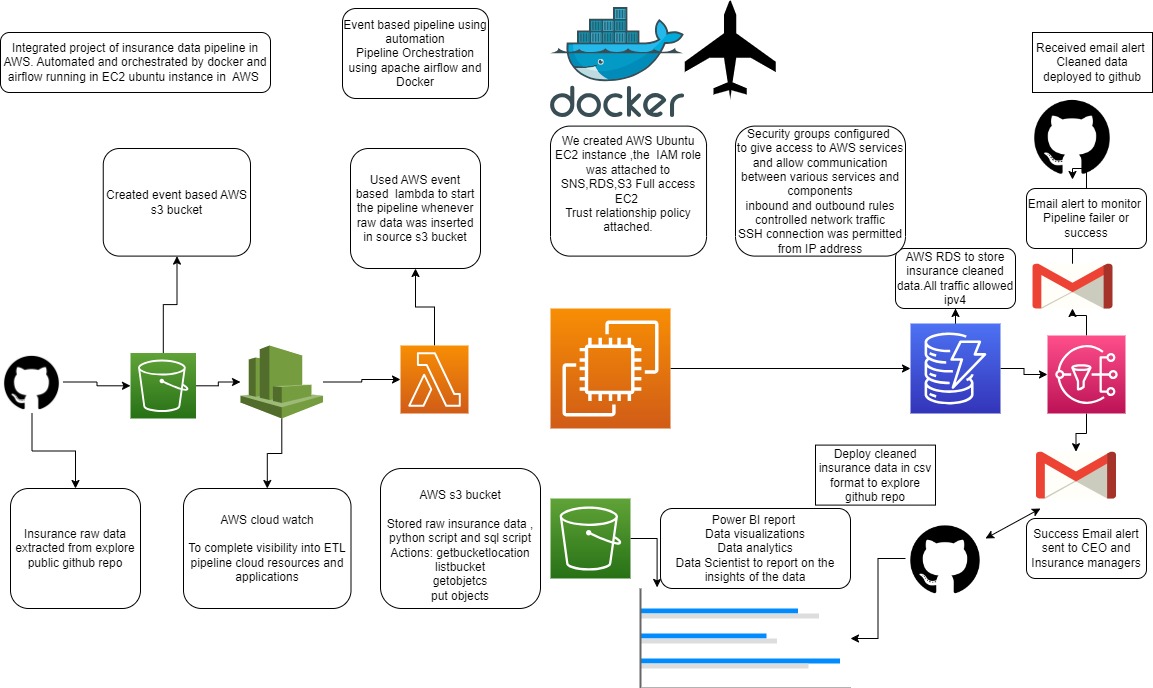 Integrated project of insurance data pipeline in
AWS. Automated and orchestrated by docker and
airflow running in EC2 ubuntu instance in AWS
Event based pipeline using
automation
Pipeline Orchestration
using apache airflow and
Docker
docker
Received email alert
Cleaned data
deployed to github
Created event based AWS
s3 bucket
Used AWS event
based lambda to start
the pipeline whenever
raw data was inserted
in source s3 bucket
We created AWS Ubuntu
EC2 instance ,the IAM role
was attached to
SNS,RDS,S3 Full access
EC2
Trust relationship policy
attached.
Security groups configured
to give access to AWS services
and allow communication
between various services and
components
inbound and outbound rules
controlled network traffic
SSH connection was permitted
from IP address
Email alert to monitor
Pipeline failer or
success
AWS RDS to store
insurance cleaned
data.All traffic allowed
ipv4
Insurance raw data
extracted from explore
public github repo
AWS cloud watch
To complete visibility into ETL
pipeline cloud resources and
applications
AWS s3 bucket
Stored raw insurance data ,
python script and sql script
Actions: getbucketlocation
listbucket
getobjetcs
put objects
Power BI report
Data visualizations
Data analytics
Data Scientist to report on the
insights of the data
Deploy cleaned
insurance data in csv
format to explore
github repo
Success Email alert
sent to CEO and
Insurance managers